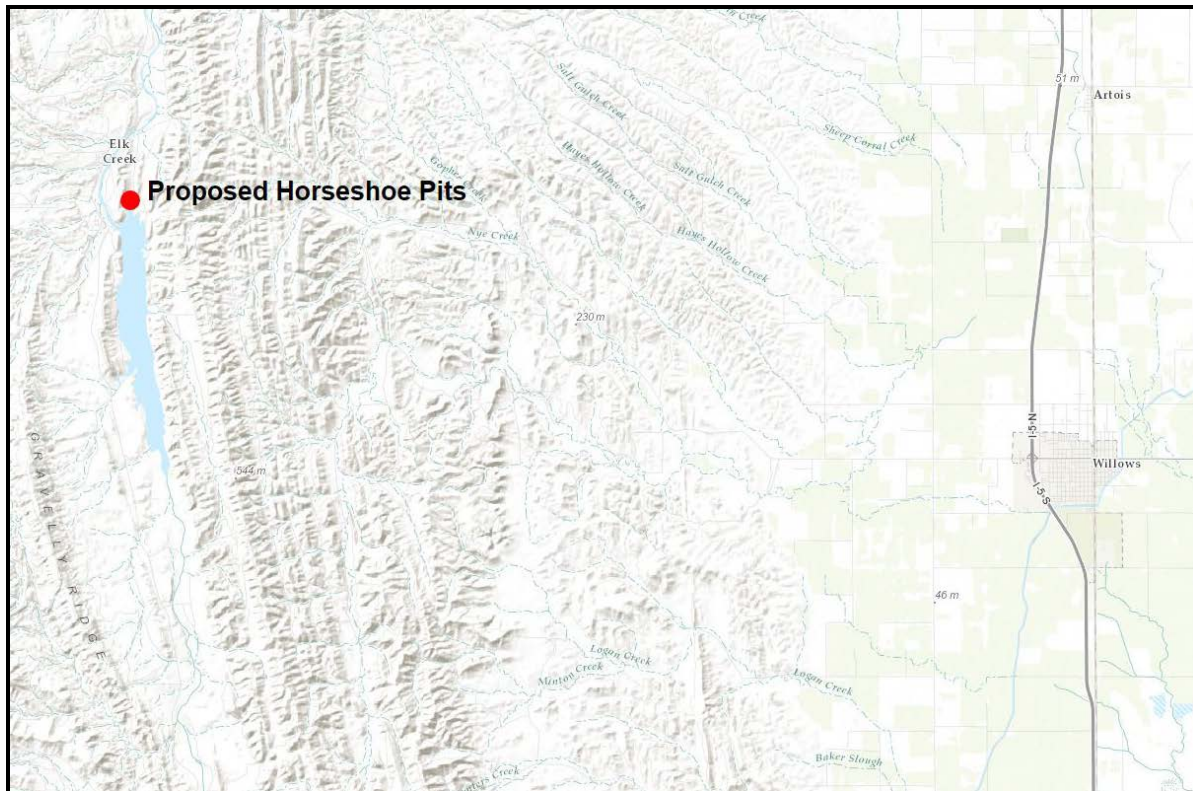 Salt Gulch Creek
51 m
Artois
Sheep Corral Creek
Elk
Creek
Hayes Hollow Creek
Salt Gulch Creek
Proposed Horseshoe Pits
Nye Creek
Hayes Hollow Creek
230 m
I-5-N
Willows
544 m
I-5-S
GRAVELLY RIDGE
46 m
Logan Creek
Minton Creek
Logan Creek
Baker Slough